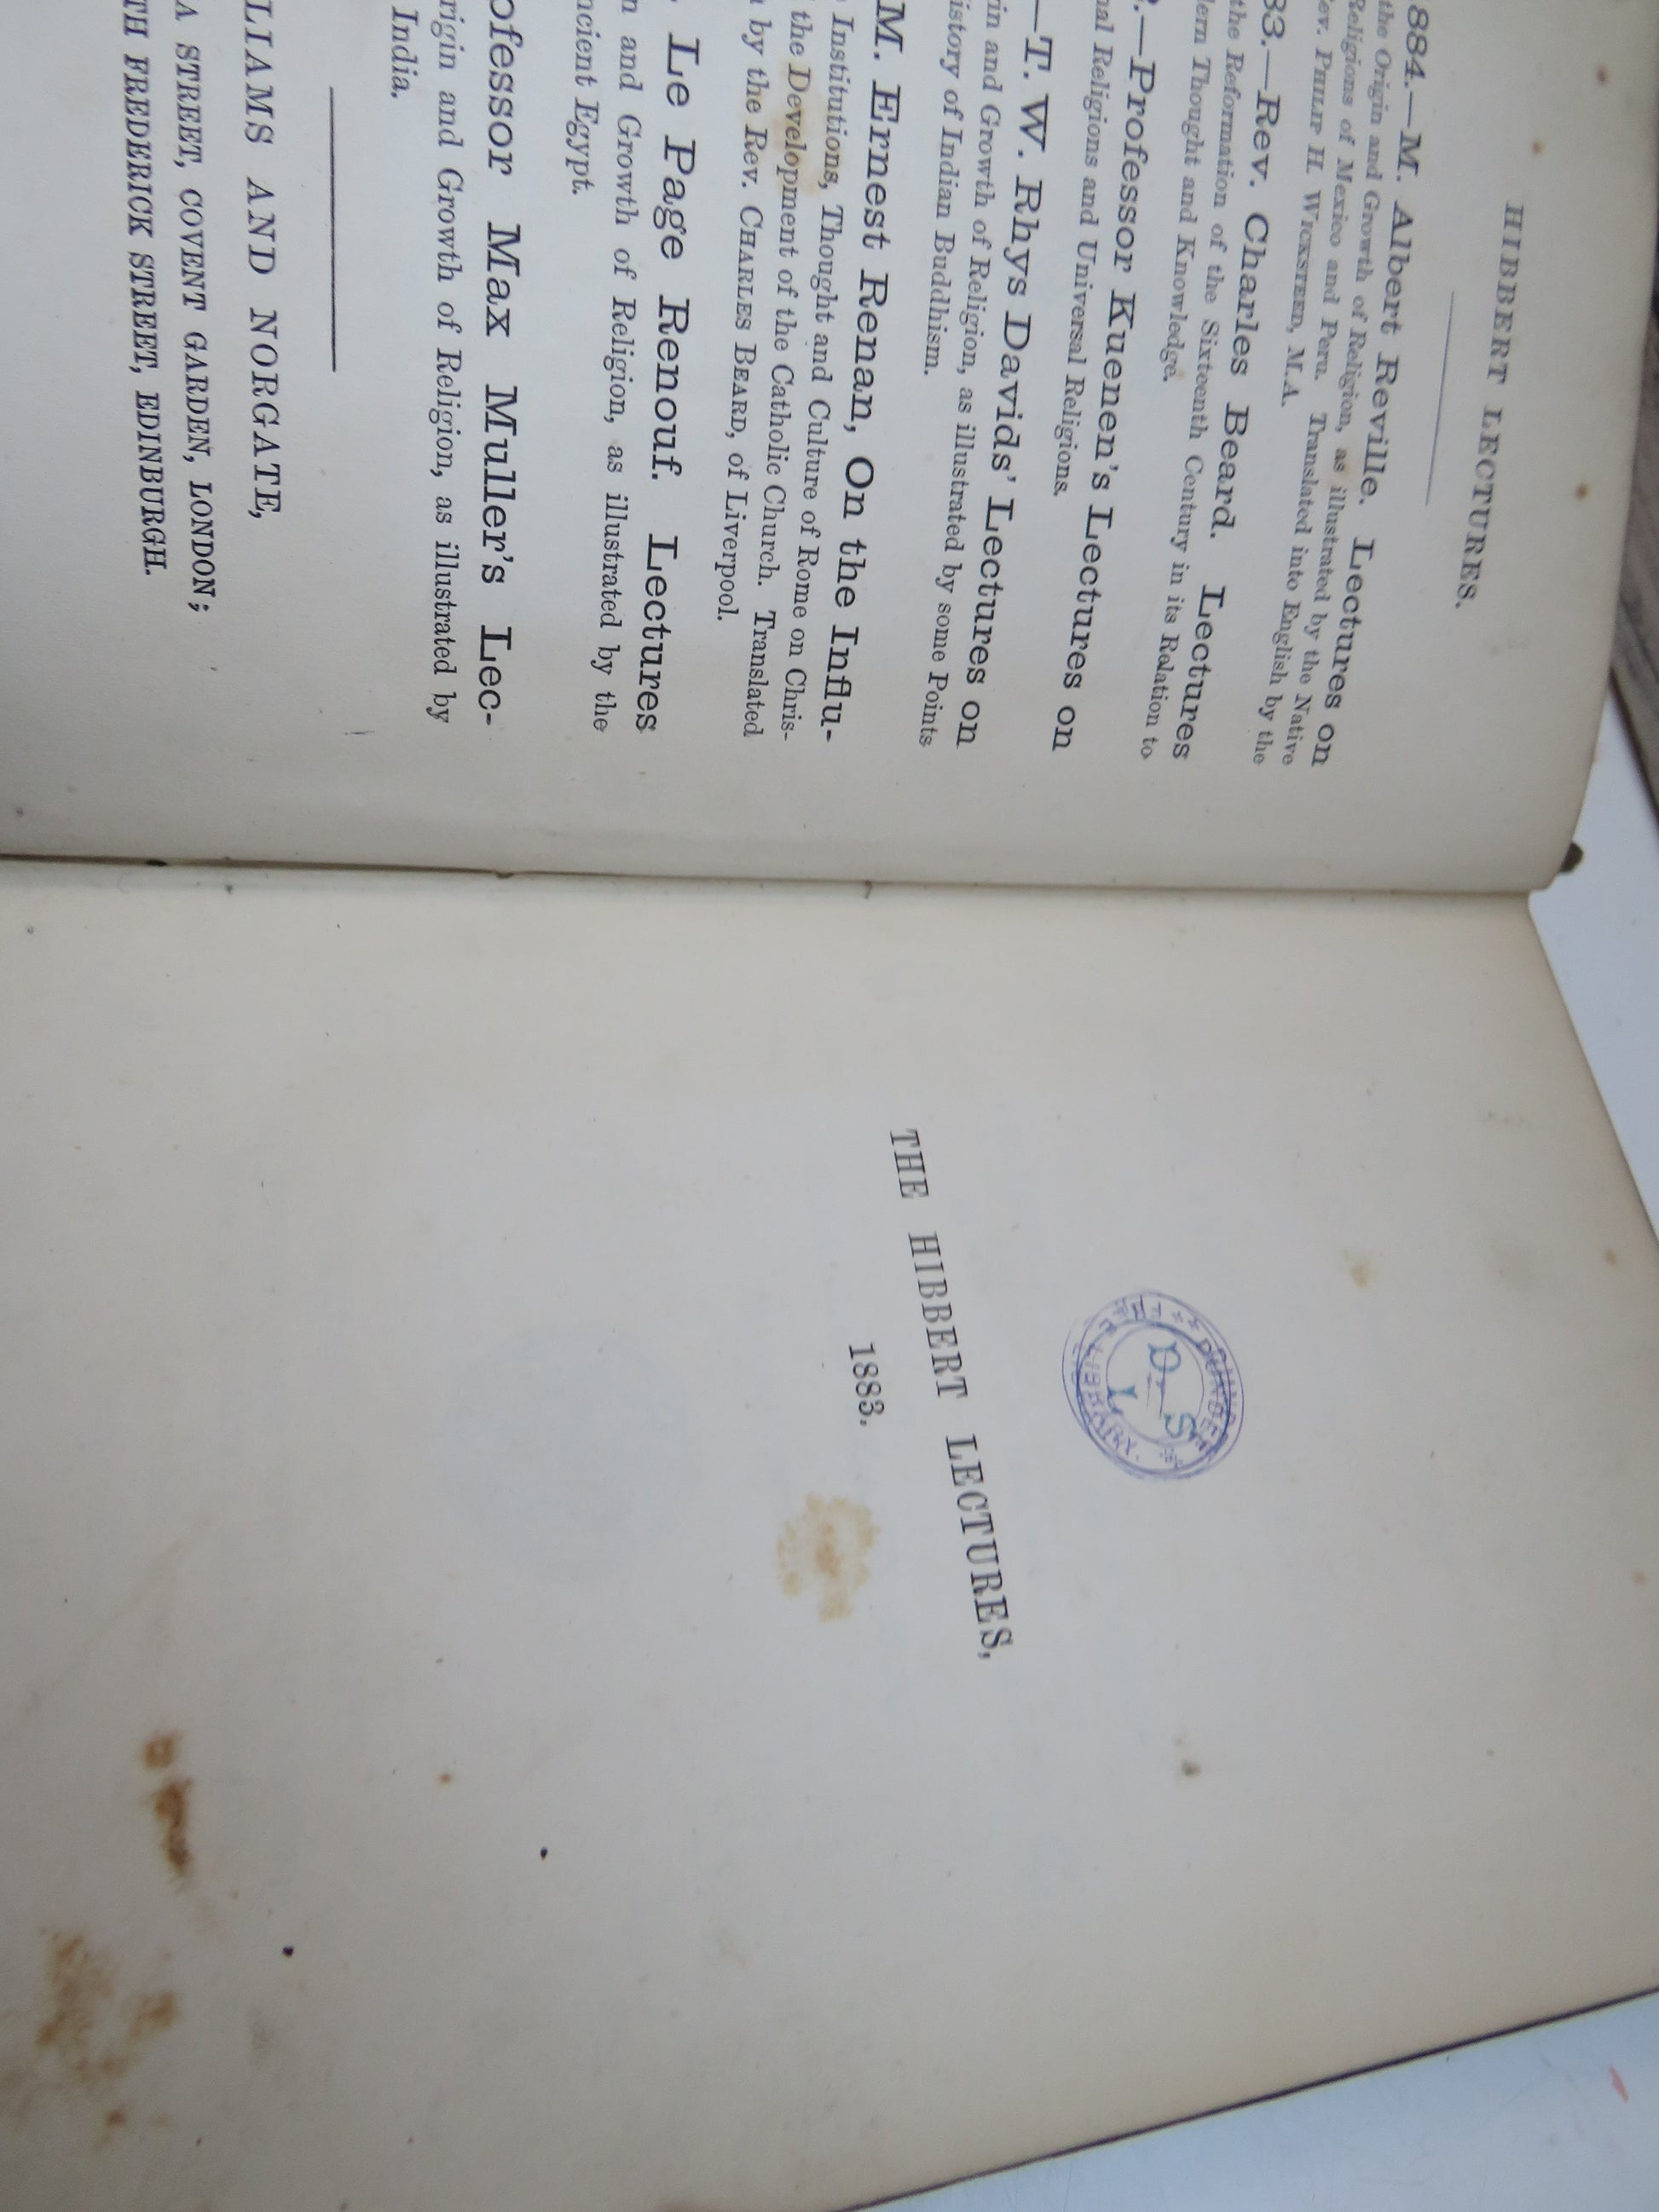 HIBBERT LECTURES.
1884.—M. Albert Reville. Lectures on
the Origin and Growth of Religion, as illustrated by the Native
Religions of Mexico and Peru. Translated into English by the
ev. PHILIP H. WICKSTEED, M.A.
83.—Rev. Charles Beard. Lectures
the Reformation of the Sixteenth Century in its Relation to
dern Thought and Knowledge.
.—Professor Kuenen's Lectures on
nal Religions and Universal Religions.
—T. W. Rhys Davids' Lectures on
in and Growth of Religion, as illustrated by some Points
istory of Indian Buddhism.
M. Ernest Renan, On the Influ-
Institutions, Thought and Culture of Rome on Chris-
the Development of the Catholic Church. Translated
by the Rev. CHARLES BEARD, of Liverpool.
Le Page Renouf. Lectures
n and Growth of Religion, as illustrated by the
ncient Egypt.
ofessor Max Muller's Lec-
rigin and Growth of Religion, as illustrated by
India.
LIAMS AND NORGATE,
A STREET, COVENT GARDEN, LONDON;
TH FREDERICK STREET, EDINBURGH.
LIBRARY.
D. S.
L
THE HIBBERT LECTURES,
1883.